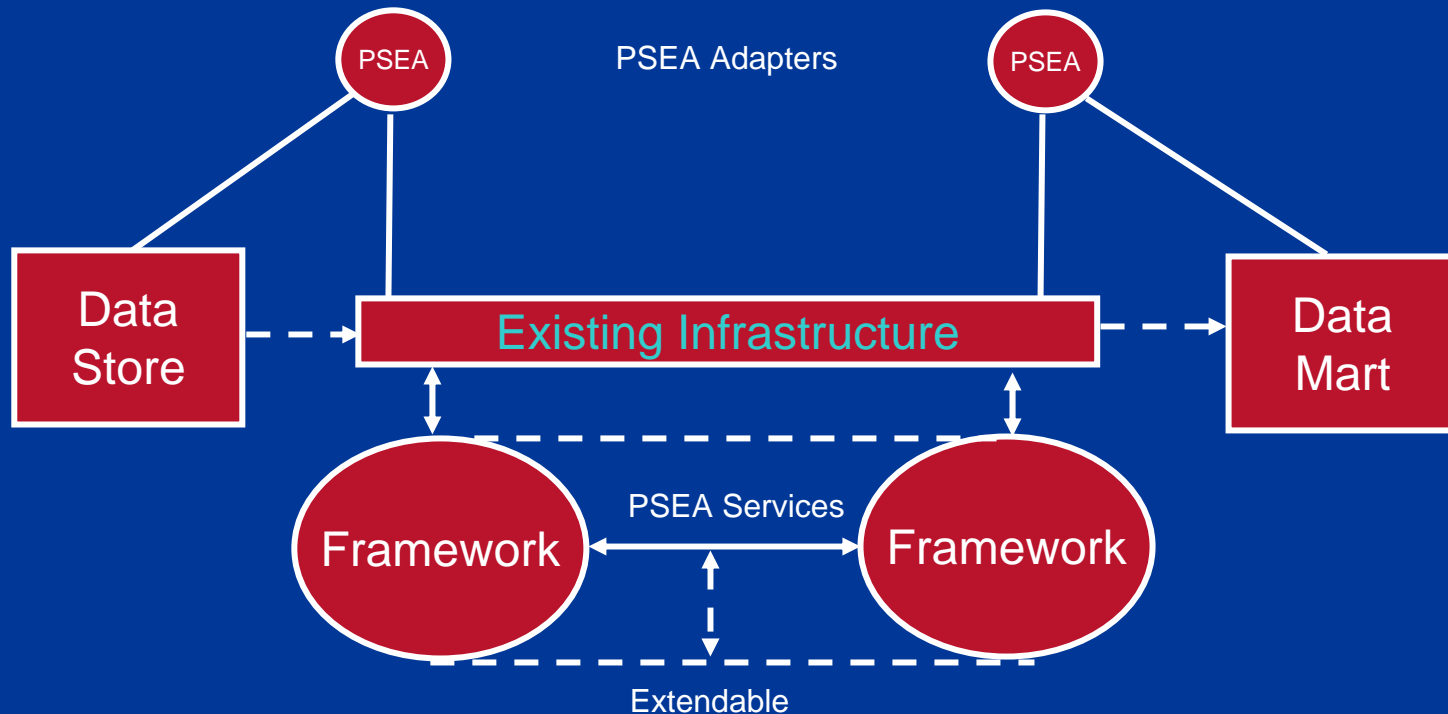 PSEA
PSEA Adapters
PSEA
Data
Store
Existing Infrastructure
Data
Mart
Framework
PSEA Services
Framework
Extendable